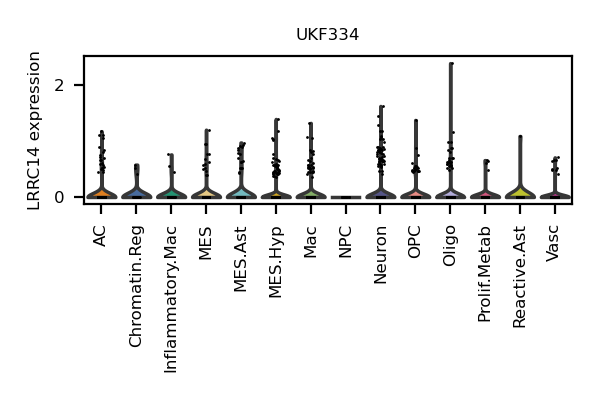 UKF334
LRRC14 expression
2
0
AC
Chromatin.Reg
Inflammatory.Mac
MES
MES.Ast
MES.Hyp
Mac
NPC
Neuron
OPC
Oligo
Prolif.Metab
Reactive.Ast
Vasc